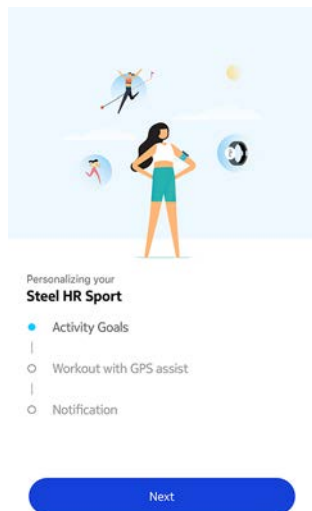 Personalizing your
Steel HR Sport
Activity Goals
Workout with GPS assist
Notification
Next